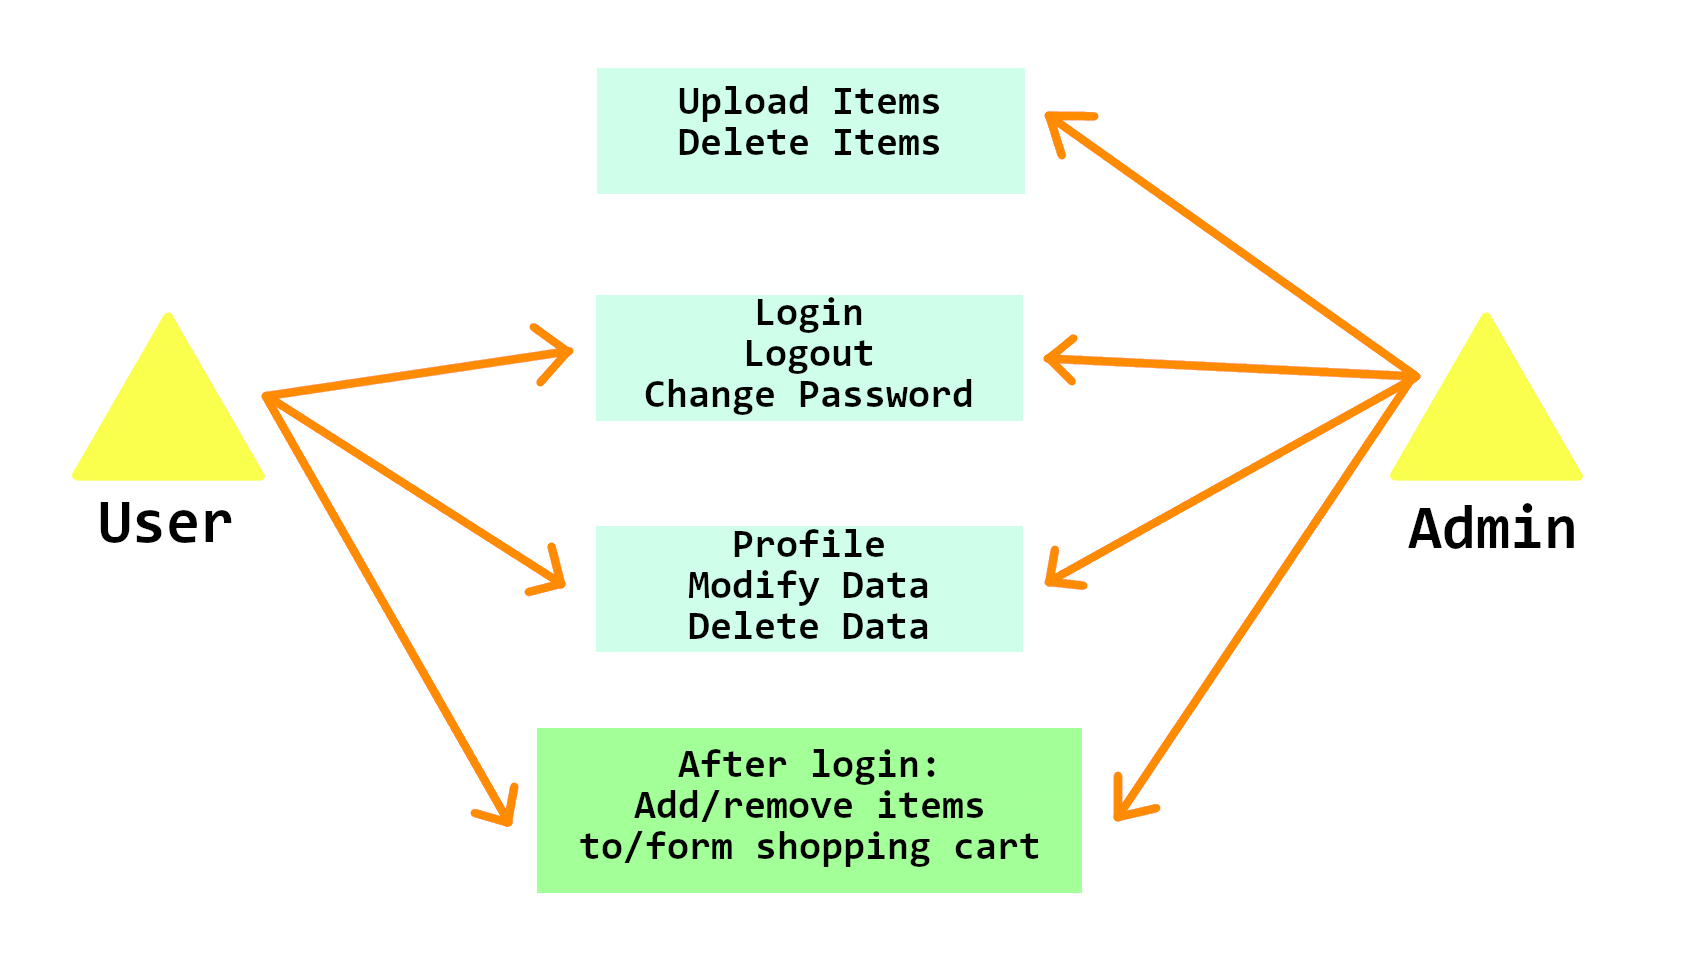 Upload Items
Delete Items
Login
Logout
Change Password
User
Admin
Profile
Modify Data
Delete Data
After login:
Add/remove items
to/form shopping cart